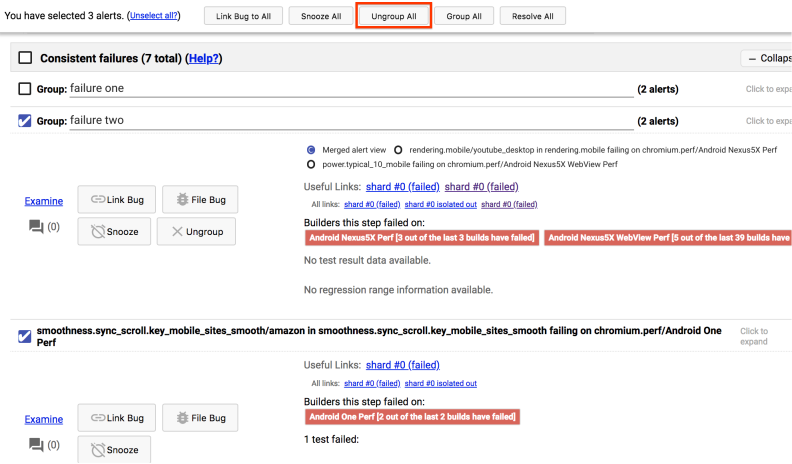 You have selected 3 alerts. (Unselect all?) Link Bug to All Snooze All Ungroup All Group All Resolve All
Consistent failures (7 total) (Help?) — Collaps
Group: failure one (2 alerts) Click to expa
Group: failure two (2 alerts) Click to expa
Merged alert view rendering.mobile/youtube_desktop in rendering.mobile failing on chromium.perf/Android Nexus5X Perf
power.typical_10_mobile failing on chromium.perf/Android Nexus5X WebView Perf
Useful Links: shard #0 (failed) shard #0 (failed)
All links: shard #0 (failed) shard #0 isolated out shard #0 (failed)
Builders this step failed on:
Android Nexus5X Perf [3 out of the last 3 builds have failed] Android Nexus5X WebView Perf [5 out of the last 39 builds have
No test result data available.
No regression range information available.
Examine Link Bug File Bug
(0) Snooze Ungroup
smoothness.sync_scroll.key_mobile_sites_smooth/amazon in smoothness.sync_scroll.key_mobile_sites_smooth failing on chromium.perf/Android One
Perf
Click to
expand
Useful Links: shard #0 (failed)
All links: shard #0 (failed) shard #0 isolated out
Builders this step failed on:
Android One Perf [2 out of the last 2 builds have failed]
1 test failed:
Examine Link Bug File Bug
(0) Snooze